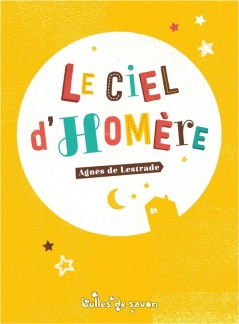 Le ciel
d'Homère
Agnès de Lestrade
Bulles de savon